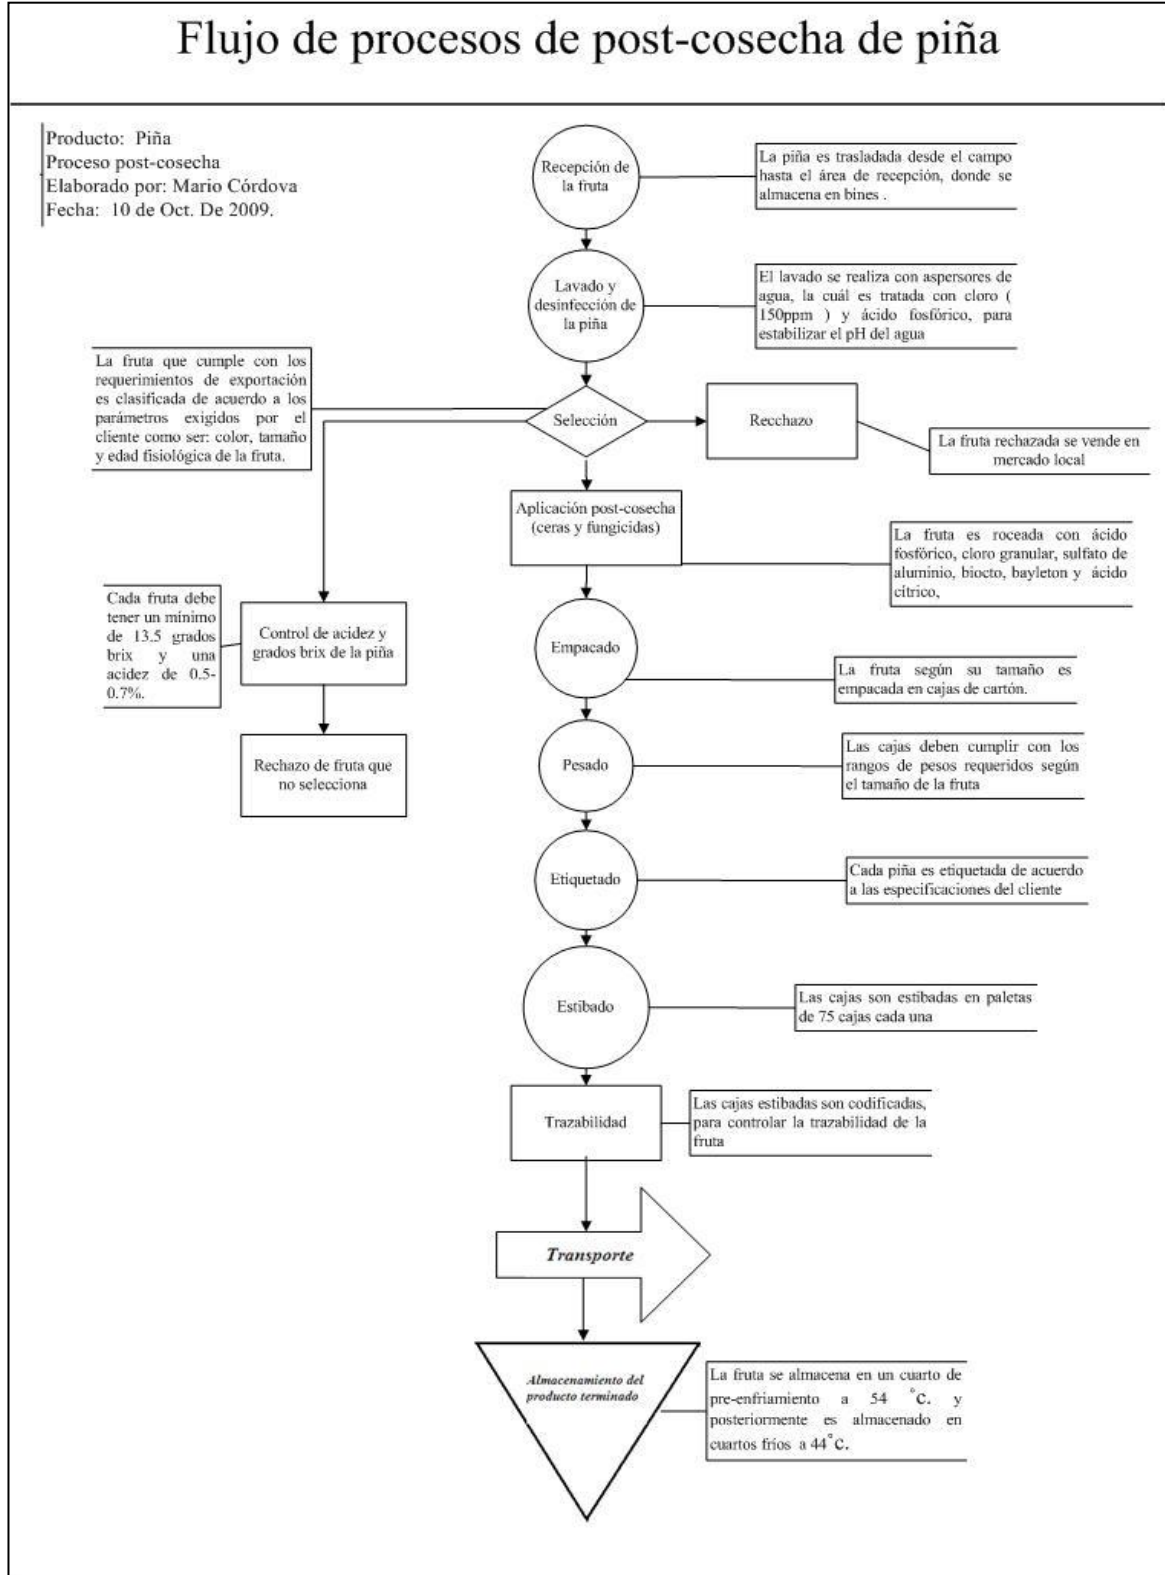 Flujo de procesos de post-cosecha de piña
Producto: Piña
Proceso post-cosecha
Elaborado por: Mario Córdova
Fecha: 10 de Oct. De 2009.
Recepción de
la fruta
La piña es trasladada desde el campo
hasta el área de recepción, donde se
almacena en bines .
Lavado y
desinfección de
la piña
El lavado se realiza con aspersores de
agua, la cuál es tratada con cloro (
150ppm ) y ácido fosfórico, para
estabilizar el pH del agua
La fruta que cumple con los
requerimientos de exportación
es clasificada de acuerdo a los
parámetros exigidos por el
cliente como ser: color, tamaño
y edad fisiológica de la fruta.
Selección
Recchazo
La fruta rechazada se vende en
mercado local
Aplicación post-cosecha
(ceras y fungicidas)
La fruta es roceada con ácido
fosfórico, cloro granular, sulfato de
aluminio, biocto, bayleton y ácido
cítrico,
Cada fruta debe
tener un mínimo
de 13.5 grados
brix y una
acidez de 0.5-
0.7%.
Control de acidez y
grados brix de la piña
Empacado
La fruta según su tamaño es
empacada en cajas de cartón.
Rechazo de fruta que
no selecciona
Pesado
Las cajas deben cumplir con los
rangos de pesos requeridos según
el tamaño de la fruta
Etiquetado
Cada piña es etiquetada de acuerdo
a las especificaciones del cliente
Estibado
Las cajas son estibadas en paletas
de 75 cajas cada una
Trazabilidad
Las cajas estibadas son codificadas,
para controlar la trazabilidad de la
fruta
Transporte
Almacenamiento del
producto terminado
La fruta se almacena en un cuarto de
pre-enfriamiento a 54 °C. y
posteriormente es almacenado en
cuartos fríos a 44°C.